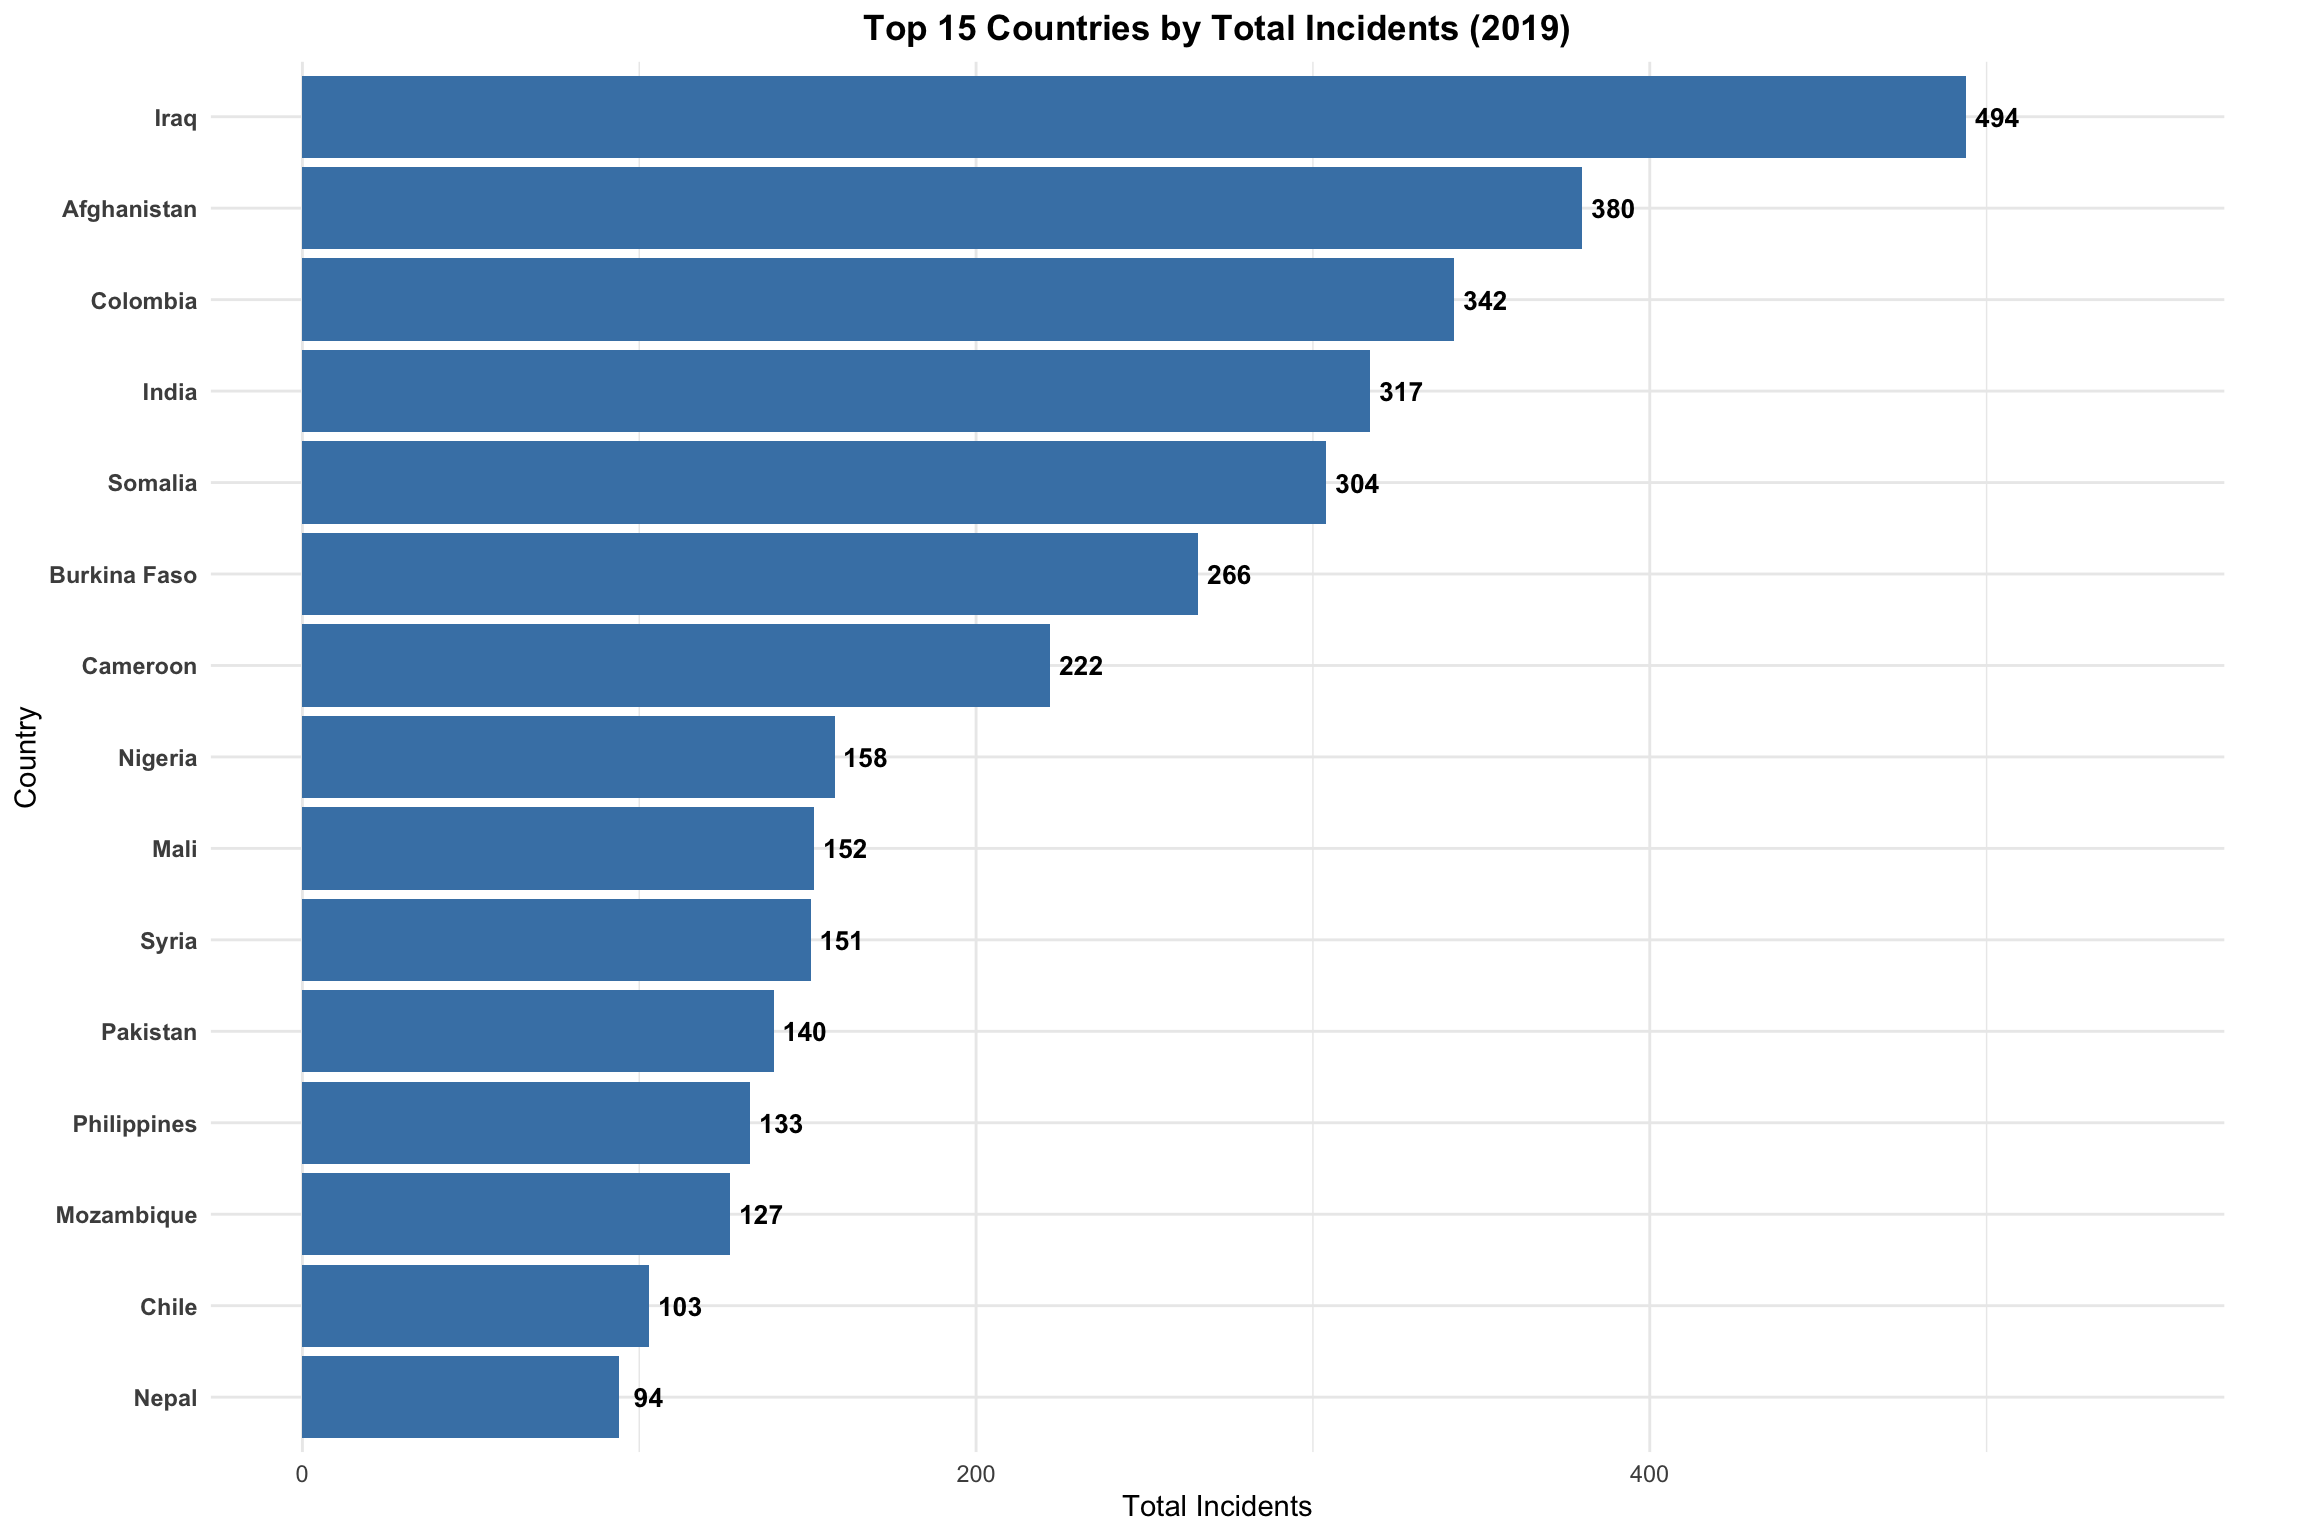 Top 15 Countries by Total Incidents (2019)
Country
Iraq 494
Afghanistan 380
Colombia 342
India 317
Somalia 304
Burkina Faso 266
Cameroon 222
Nigeria 158
Mali 152
Syria 151
Pakistan 140
Philippines 133
Mozambique 127
Chile 103
Nepal 94
0 200 400
Total Incidents